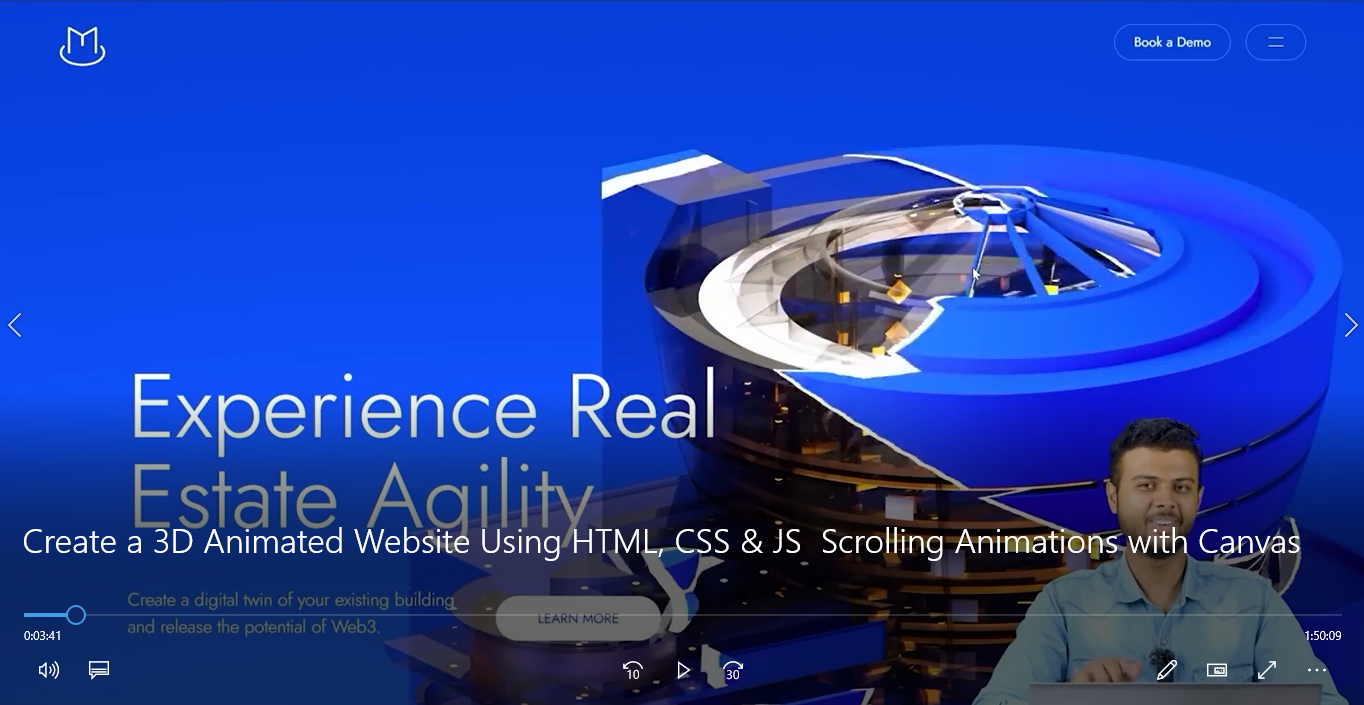 Book a Demo
Experience Real
Estate Agility
Create a 3D Animated Website Using HTML, CSS & JS  Scrolling Animations with Canvas
Create a digital twin of your existing building
and release the potential of Web3.
LEARN MORE
0:03:41
1:50:09
10
30